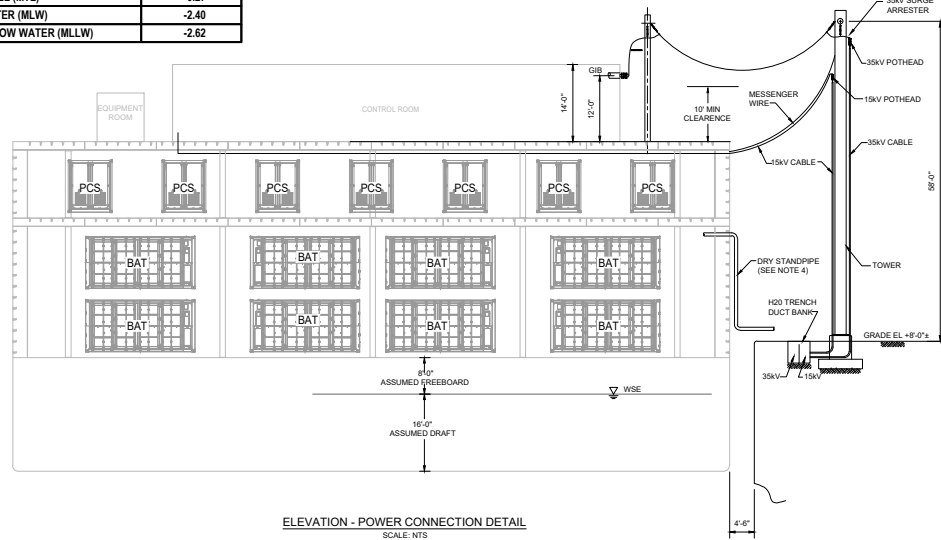 TER (MLW) -2.40
OW WATER (MLLW) -2.62
35kV SURGE
ARRESTER
35kV POTHEAD
15kV POTHEAD
GIB
14'-0"
12'-0"
10' MIN
CLEARENCE
MESSENGER
WIRE
EQUIPMENT
ROOM
CONTROL ROOM
35kV CABLE
15kV CABLE
58'-0"
PCS PCS PCS PCS PCS PCS PCS
BAT BAT BAT BAT
BAT BAT BAT BAT
DRY STANDPIPE
(SEE NOTE 4)
TOWER
H20 TRENCH
DUCT BANK
GRADE EL +8'-0"±
35kV
15kV
8'-0"
ASSUMED FREEBOARD
WSE
16'-0"
ASSUMED DRAFT
4'-6"
ELEVATION - POWER CONNECTION DETAIL
SCALE: NTS